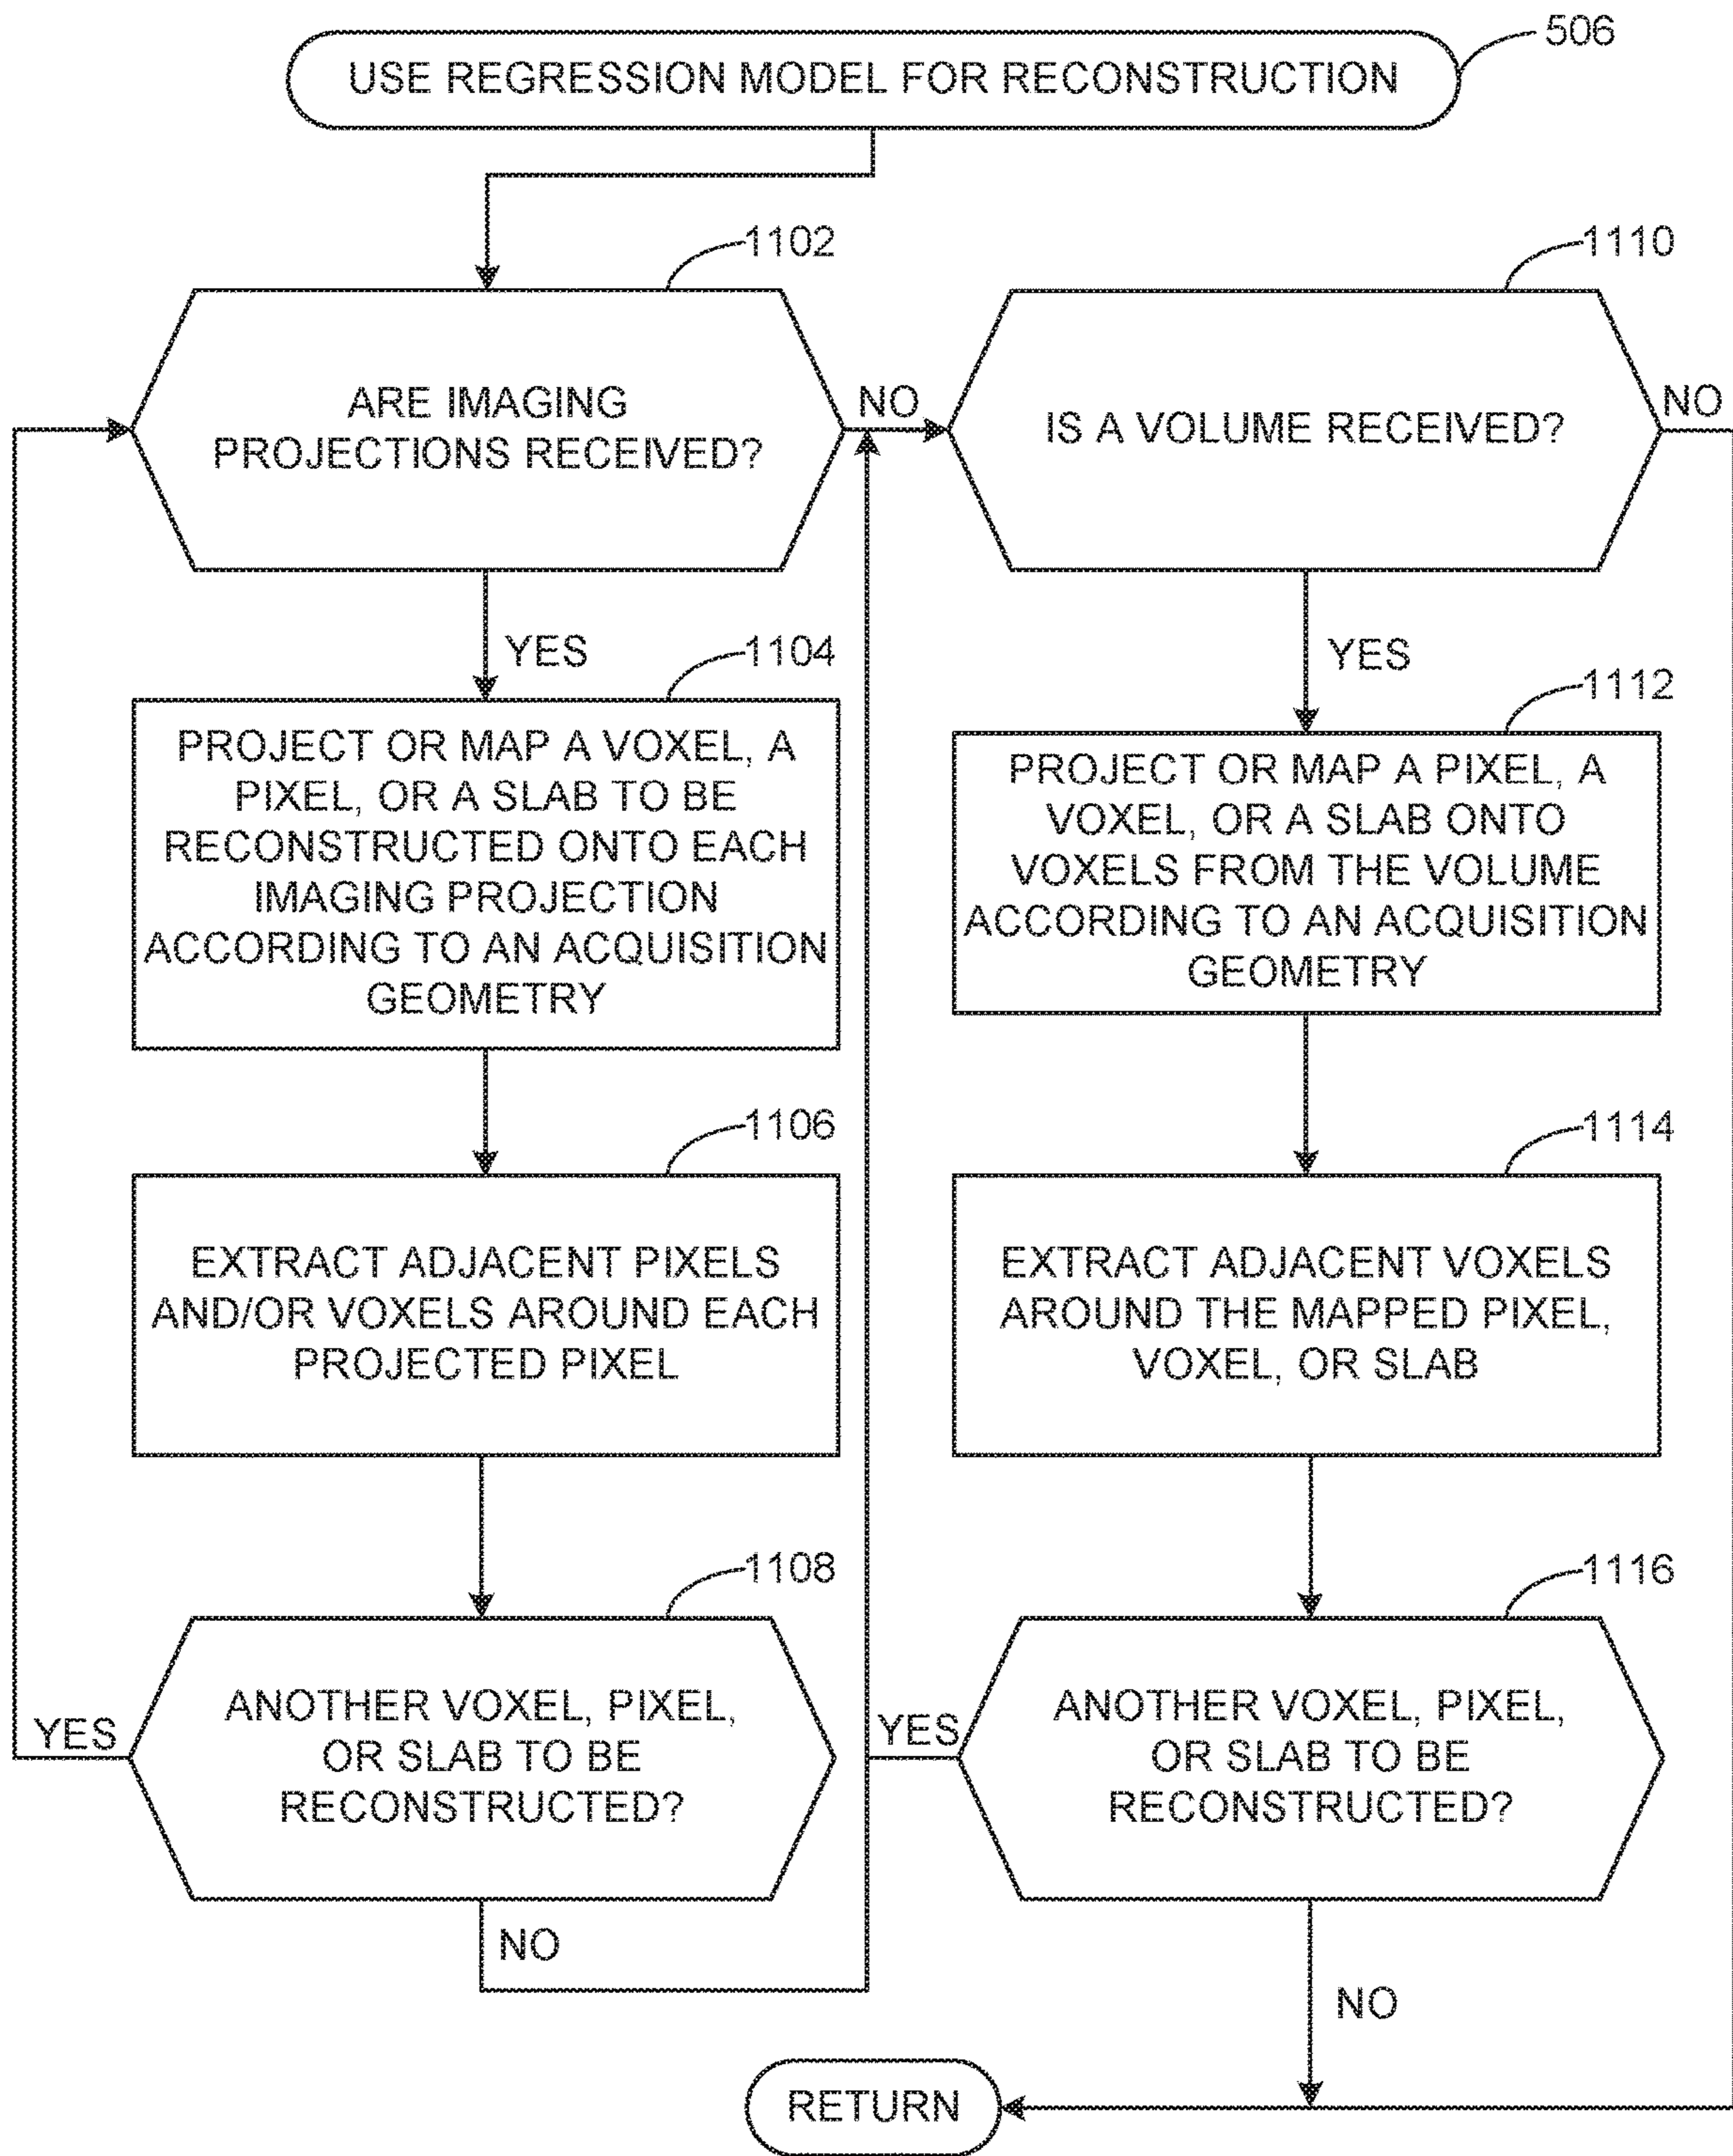 506
USE REGRESSION MODEL FOR RECONSTRUCTION
1102
ARE IMAGING
PROJECTIONS RECEIVED?
NO
YES
1104
PROJECT OR MAP A VOXEL, A
PIXEL, OR A SLAB TO BE
RECONSTRUCTED ONTO EACH
IMAGING PROJECTION
ACCORDING TO AN ACQUISITION
GEOMETRY
1106
EXTRACT ADJACENT PIXELS
AND/OR VOXELS AROUND EACH
PROJECTED PIXEL
1108
ANOTHER VOXEL, PIXEL,
OR SLAB TO BE
RECONSTRUCTED?
YES
NO
1110
IS A VOLUME RECEIVED?
NO
YES
1112
PROJECT OR MAP A PIXEL, A
VOXEL, OR A SLAB ONTO
VOXELS FROM THE VOLUME
ACCORDING TO AN ACQUISITION
GEOMETRY
1114
EXTRACT ADJACENT VOXELS
AROUND THE MAPPED PIXEL,
VOXEL, OR SLAB
1116
ANOTHER VOXEL, PIXEL,
OR SLAB TO BE
RECONSTRUCTED?
YES
NO
RETURN